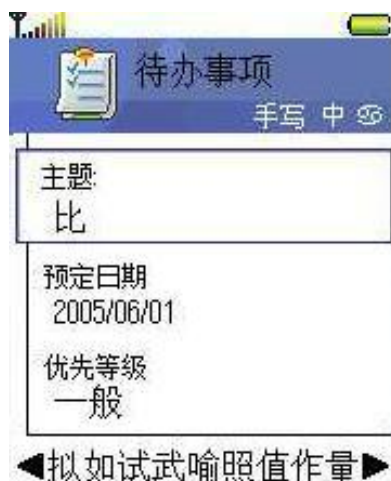 待办事项
手写 中
主题:
比
预定日期
2005/06/01
优先等级
一般
拟如试武喻照值作量